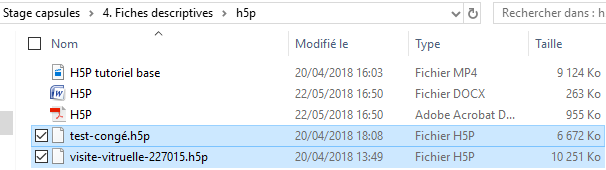 Stage capsules > 4. Fiches descriptives > h5p Rechercher dans : h
Nom Modifié le Type Taille
H5P tutoriel base 20/04/2018 16:03 Fichier MP4 9 124 Ko
H5P 22/05/2018 16:50 Fichier DOCX 263 Ko
H5P 22/05/2018 16:50 Adobe Acrobat D... 955 Ko
test-congé.h5p 20/04/2018 18:08 Fichier H5P 6 672 Ko
visite-vitruelle-227015.h5p 20/04/2018 13:49 Fichier H5P 10 251 Ko